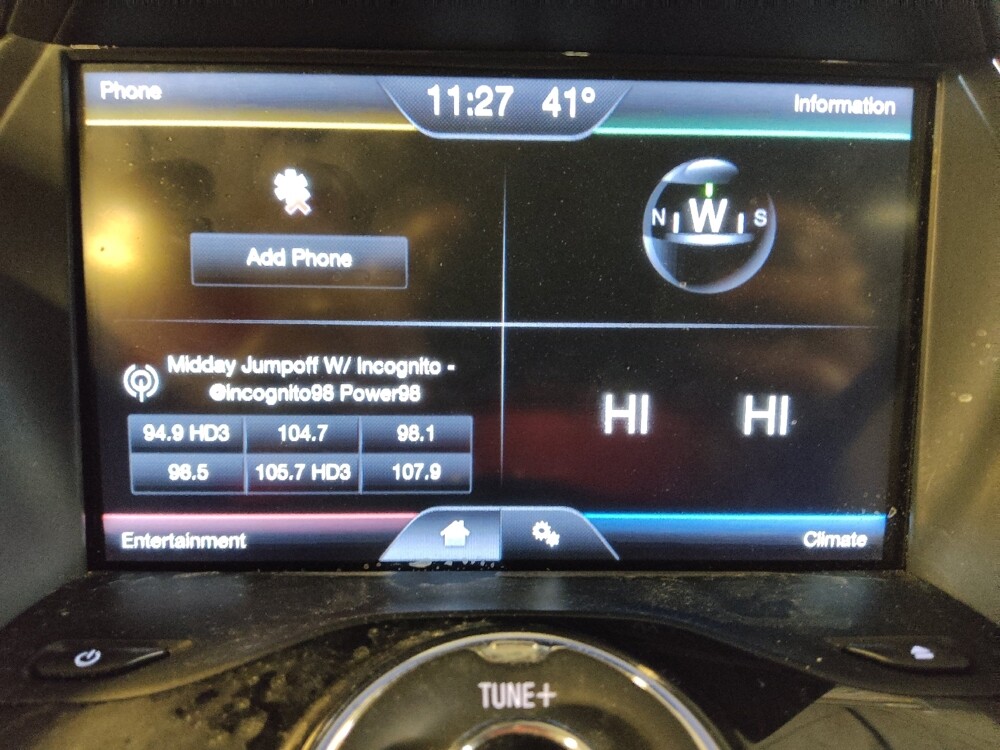 Phone
11:27 41°
Information
Add Phone
N W S
Midday Jumpoff W/ Incognito -
@incognito98 Power98
94.9 HD3 104.7 98.1
96.5 105.7 HD3 107.9
HI HI
Entertainment
Climate
TUNE+